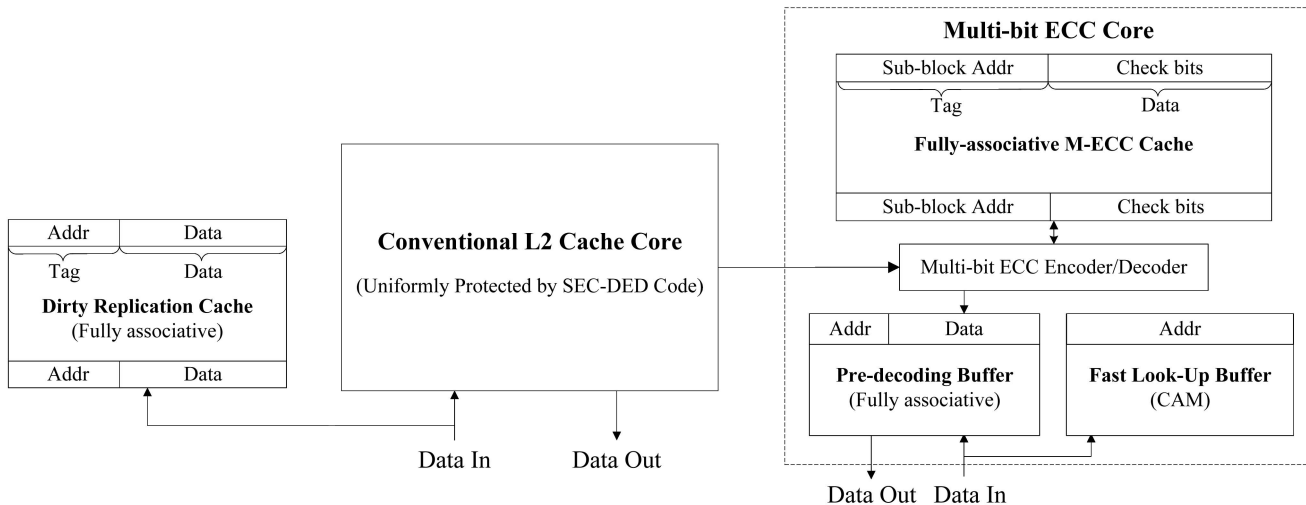 Multi-bit ECC Core
Sub-block Addr Check bits
Tag Data
Fully-associative M-ECC Cache
Sub-block Addr Check bits
Multi-bit ECC Encoder/Decoder
Addr Data
Pre-decoding Buffer
(Fully associative)
Addr
Fast Look-Up Buffer
(CAM)
Data Out Data In
Conventional L2 Cache Core
(Uniformly Protected by SEC-DED Code)
Data In Data Out
Addr Data
Tag Data
Dirty Replication Cache
(Fully associative)
Addr Data